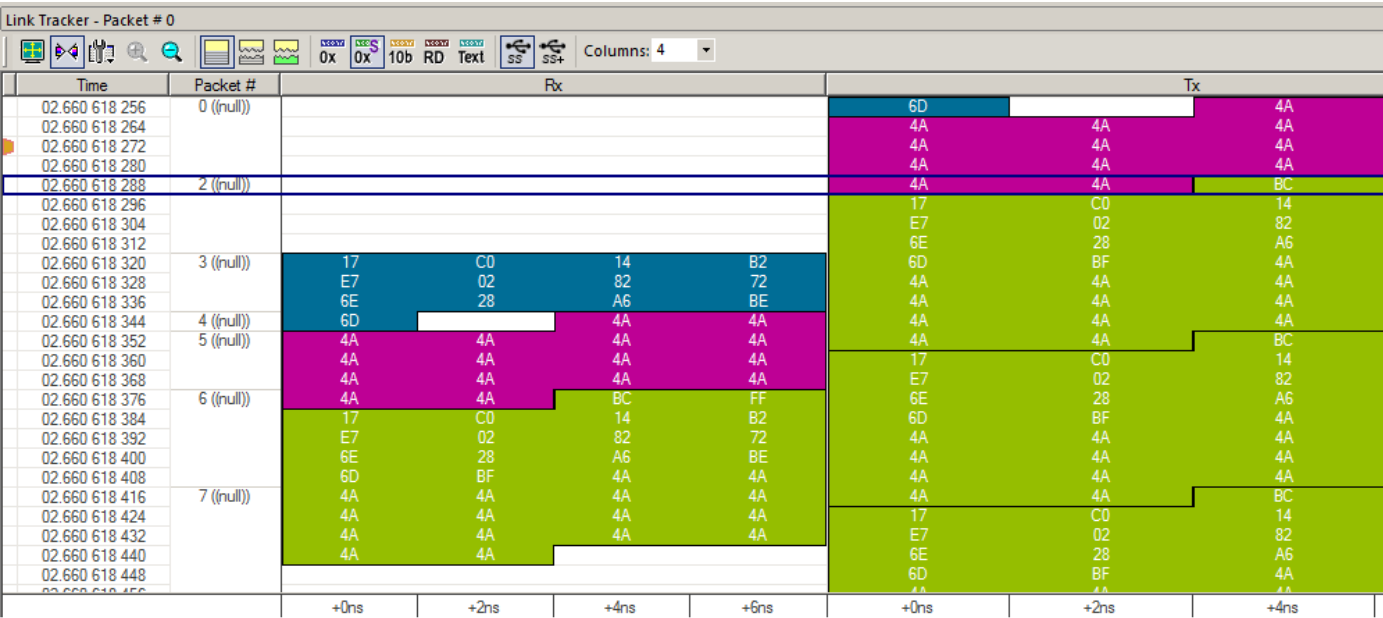 Link Tracker - Packet # 0
0x 0x S 10b RD Text SS SS+ Columns: 4
Time Packet # Rx Tx
02.660 618 256 0 ((null)) 6D 4A
02.660 618 264 4A 4A 4A
02.660 618 272 4A 4A 4A
02.660 618 280 4A 4A 4A
02.660 618 288 2 ((null)) 4A 4A BC
02.660 618 296 17 C0 14
02.660 618 304 E7 02 82
02.660 618 312 6E 28 A6
02.660 618 320 3 ((null)) 17 C0 14 B2 6D BF 4A
02.660 618 328 E7 02 82 72 4A 4A 4A
02.660 618 336 6E 28 A6 BE 4A 4A 4A
02.660 618 344 4 ((null)) 6D 4A 4A 4A 4A 4A
02.660 618 352 5 ((null)) 4A 4A 4A 4A 4A 4A BC
02.660 618 360 4A 4A 4A 4A 17 C0 14
02.660 618 368 4A 4A 4A 4A E7 02 82
02.660 618 376 6 ((null)) 4A 4A BC FF 6E 28 A6
02.660 618 384 17 C0 14 B2 6D BF 4A
02.660 618 392 E7 02 82 72 4A 4A 4A
02.660 618 400 6E 28 A6 BE 4A 4A 4A
02.660 618 408 6D BF 4A 4A 4A 4A 4A
02.660 618 416 7 ((null)) 4A 4A 4A 4A 4A 4A BC
02.660 618 424 4A 4A 4A 4A 17 C0 14
02.660 618 432 4A 4A 4A 4A E7 02 82
02.660 618 440 4A 4A 6E 28 A6
02.660 618 448 6D BF 4A
+0ns +2ns +4ns +6ns +0ns +2ns +4ns